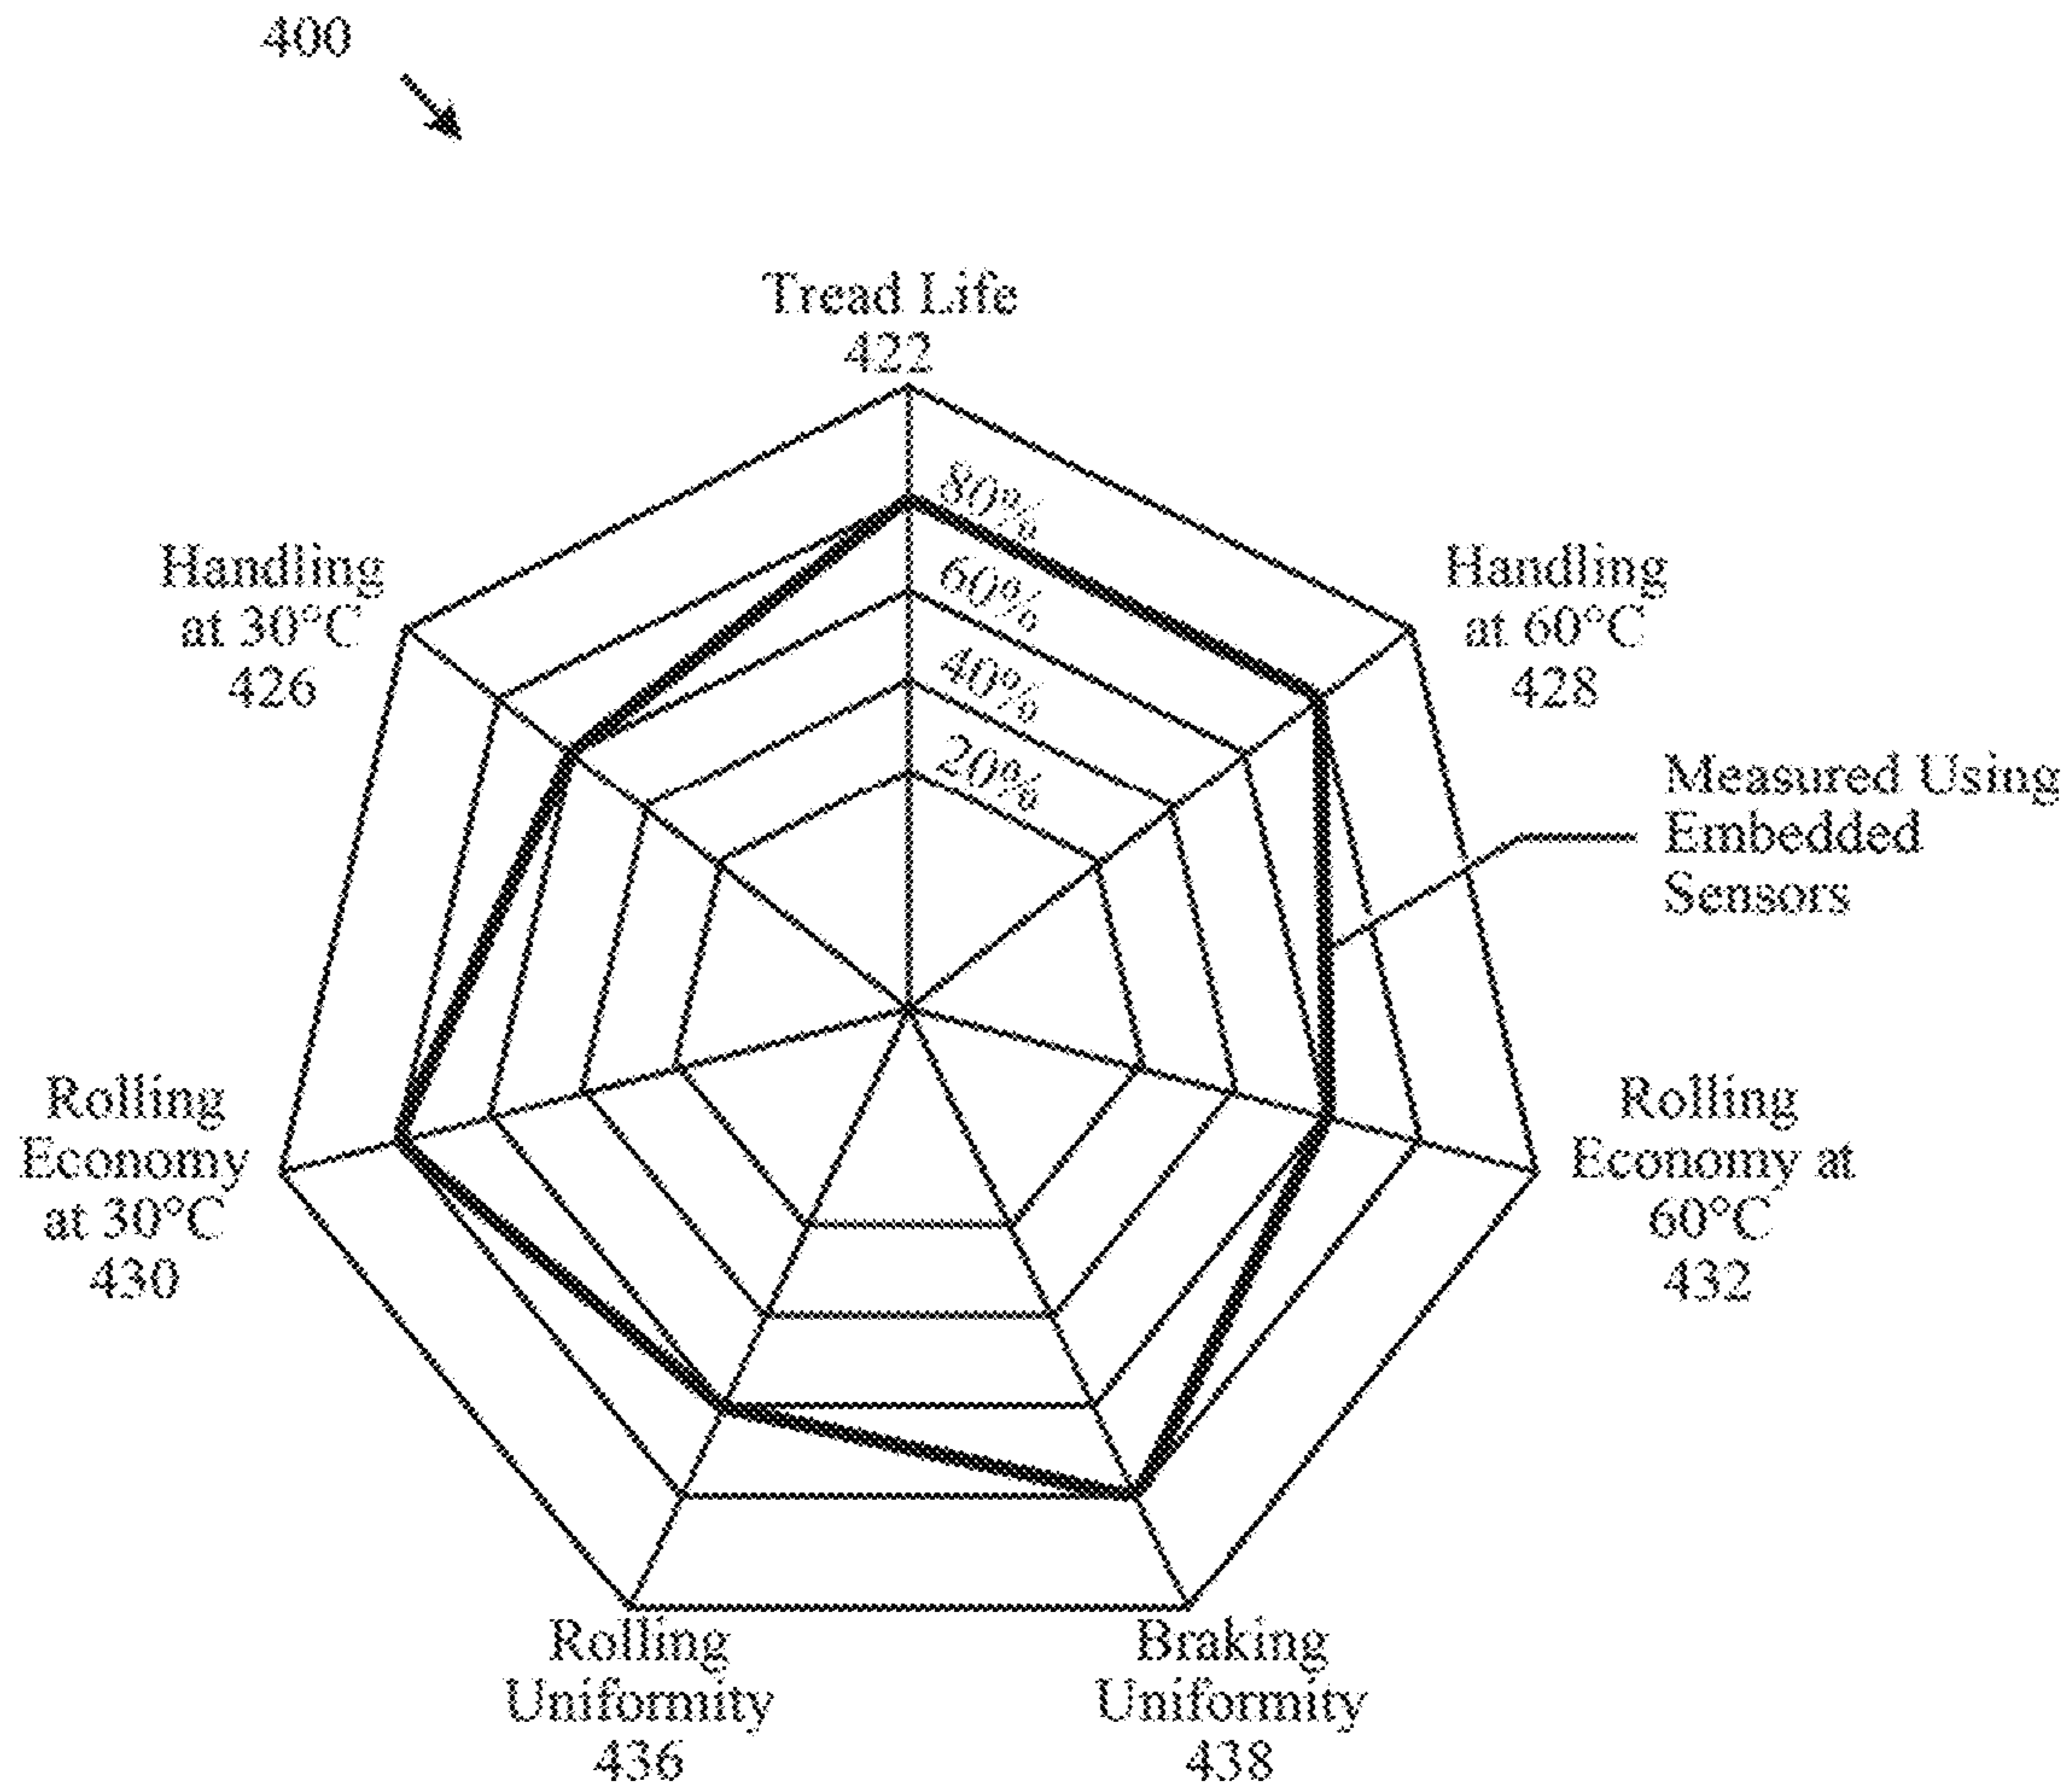 400
Tread Life
422
80%
60%
40%
20%
Handling
at 30°C
426
Handling
at 60°C
428
Measured Using
Embedded
Sensors
Rolling
Economy
at 30°C
430
Rolling
Economy at
60°C
432
Rolling
Uniformity
436
Braking
Uniformity
438